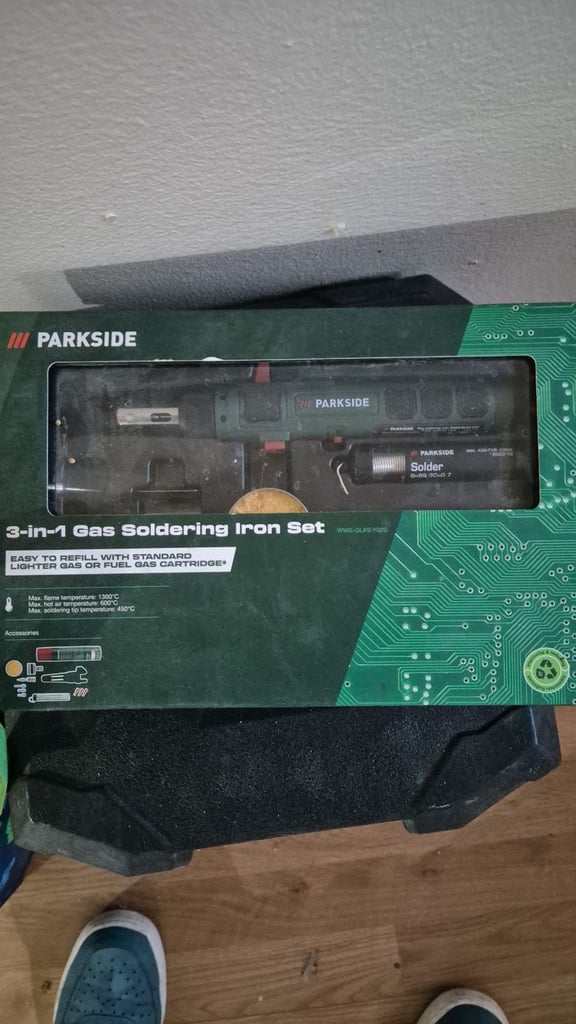 PARKSIDE
PARKSIDE
PARKSIDE
PARKSIDE
Solder
3-in-1 Gas Soldering Iron Set
EASY TO REFILL WITH STANDARD
LIGHTER GAS OR FUEL GAS CARTRIDGE*
Max. flame temperature: 1300°C
Max. hot air temperature: 600°C
Max. soldering tip temperature: 450°C
Accessories